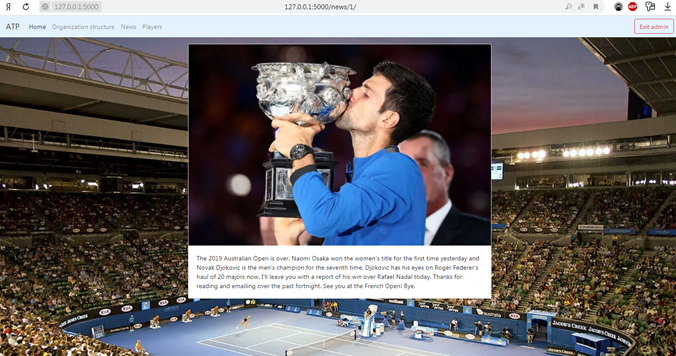 Я 127.0.0.1:5000 127.0.0.1:5000/news/1/
ATP Home Organization structure News Players Exit admin
The 2019 Australian Open is over. Naomi Osaka won the women's title for the first time yesterday and
Novak Djokovic is the men's champion for the seventh time. Djokovic has his eyes on Roger Federer's
haul of 20 majors now. I'll leave you with a report of his win over Rafael Nadal today. Thanks for
reading and emailing over the past fortnight. See you at the French Open! Bye.
KIA
JACOB'S CREEK